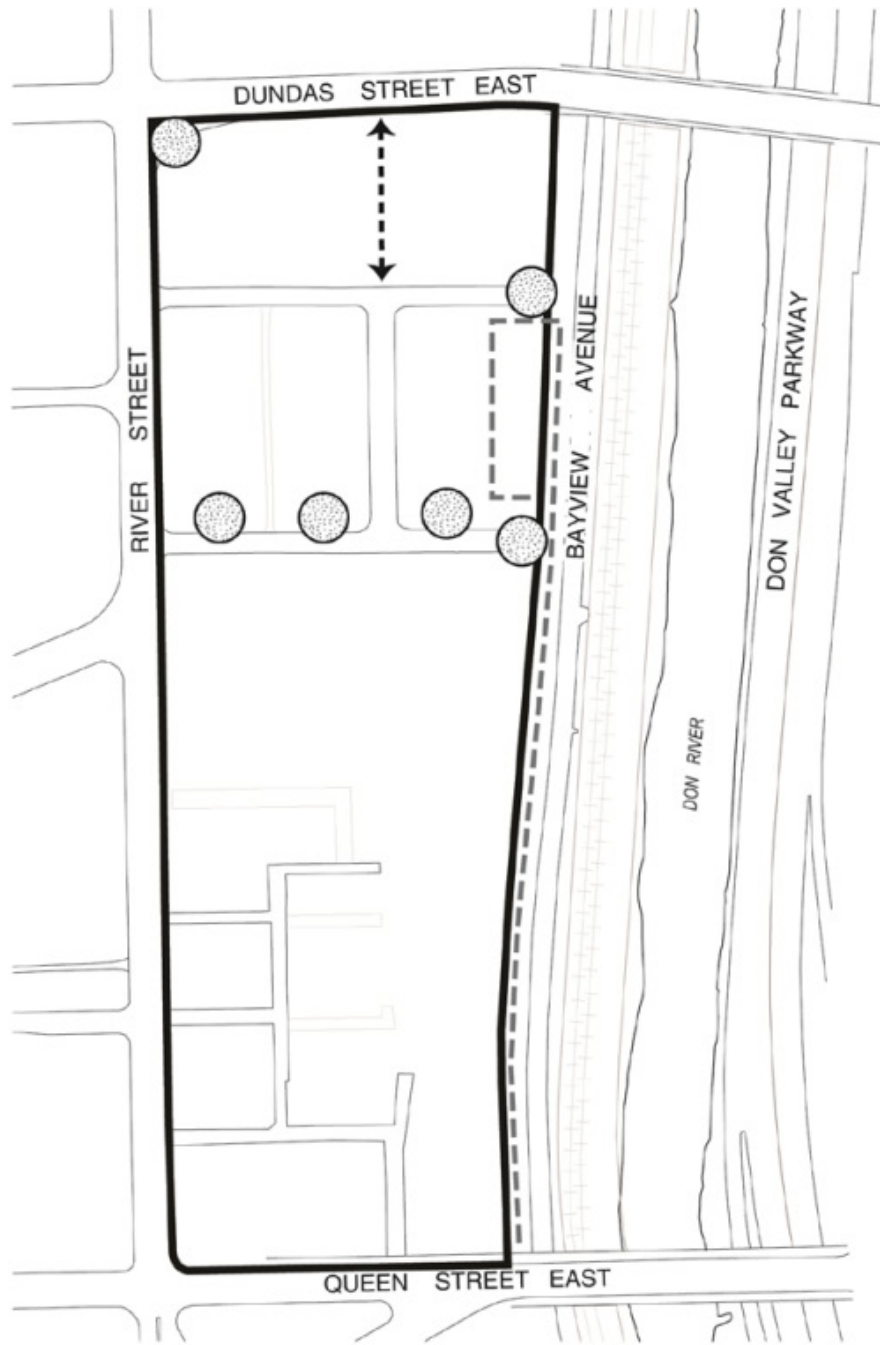 DUNDAS STREET EAST
RIVER STREET
BAYVIEW AVENUE
DON VALLEY PARKWAY
DON RIVER
QUEEN STREET EAST